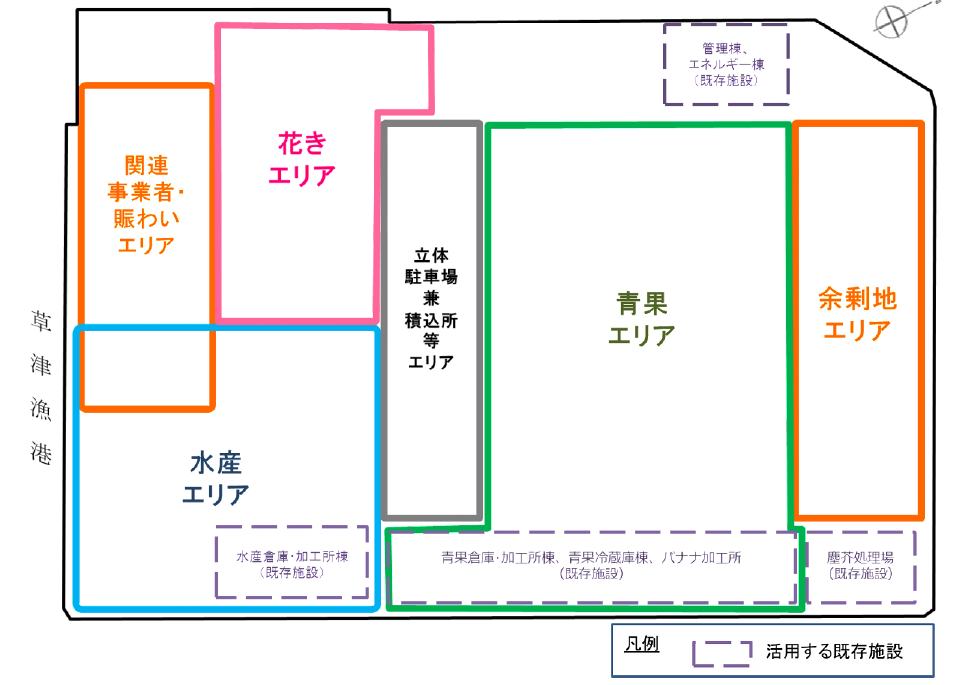 管理棟、
エネルギー棟
(既存施設)
花き
エリア
関連
事業者・
賑わい
エリア
立体
駐車場
兼
積込所
等
エリア
青果
エリア
余剰地
エリア
草津漁港
水産
エリア
水産倉庫・加工所棟
(既存施設)
青果倉庫・加工所棟、青果冷蔵庫棟、バナナ加工所
(既存施設)
塵芥処理場
(既存施設)
凡例
活用する既存施設